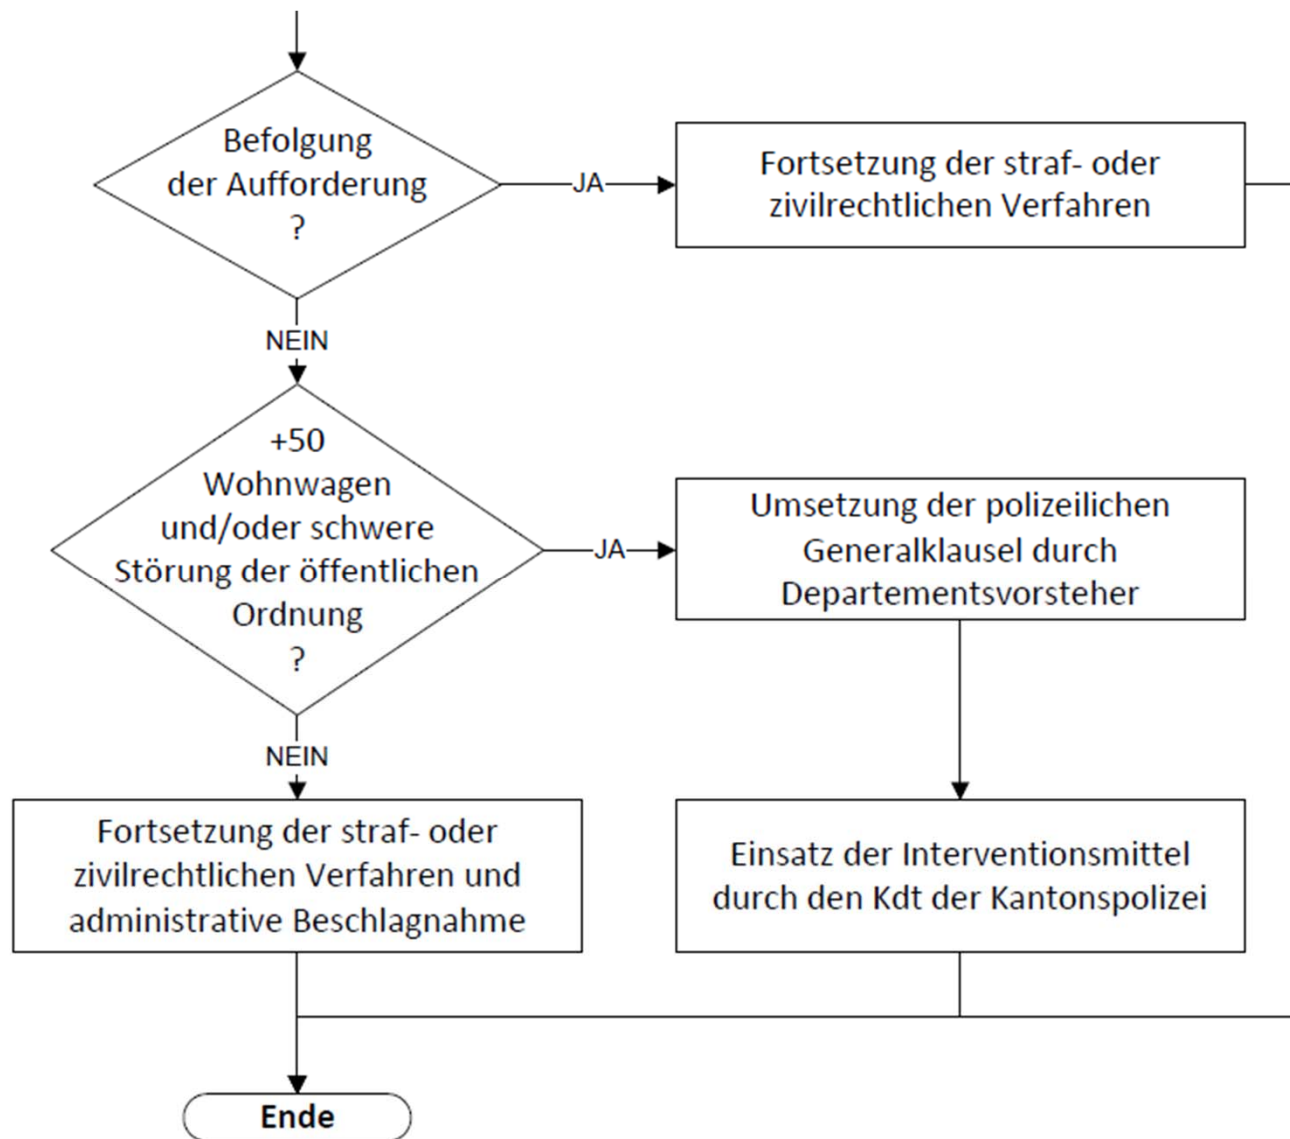 Befolgung
der Aufforderung
?
JA
Fortsetzung der straf- oder
zivilrechtlichen Verfahren
NEIN
+50
Wohnwagen
und/oder schwere
Störung der öffentlichen
Ordnung
?
JA
Umsetzung der polizeilichen
Generalklausel durch
Departementsvorsteher
NEIN
Fortsetzung der straf- oder
zivilrechtlichen Verfahren und
administrative Beschlagnahme
Einsatz der Interventionsmittel
durch den Kdt der Kantonspolizei
Ende